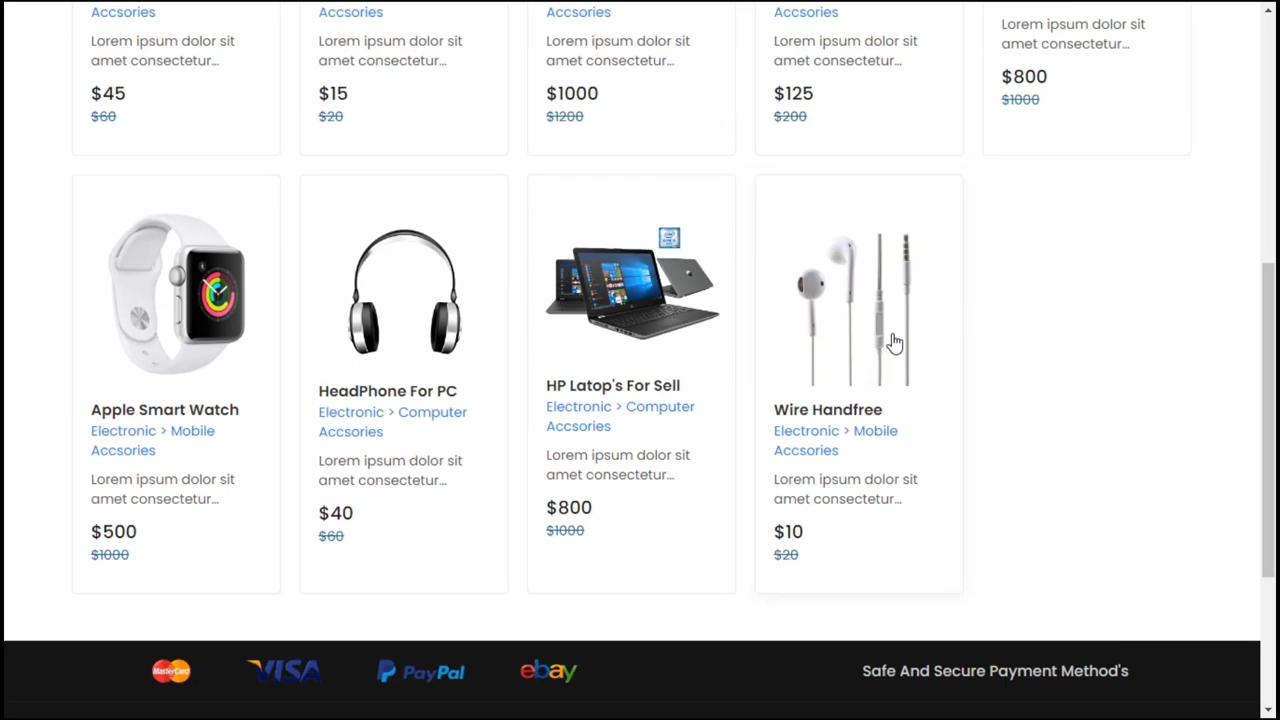 Accsories
Lorem ipsum dolor sit
amet consectetur...
$45
$60
Accsories
Lorem ipsum dolor sit
amet consectetur...
$15
$20
Accsories
Lorem ipsum dolor sit
amet consectetur...
$1000
$1200
Accsories
Lorem ipsum dolor sit
amet consectetur...
$125
$200
Lorem ipsum dolor sit
amet consectetur...
$800
$1000
Apple Smart Watch
Electronic > Mobile
Accsories
Lorem ipsum dolor sit
amet consectetur...
$500
$1000
HeadPhone For PC
Electronic > Computer
Accsories
Lorem ipsum dolor sit
amet consectetur...
$40
$60
HP Latop's For Sell
Electronic > Computer
Accsories
Lorem ipsum dolor sit
amet consectetur...
$800
$1000
Wire Handfree
Electronic > Mobile
Accsories
Lorem ipsum dolor sit
amet consectetur...
$10
$20
MasterCard
VISA
PayPal
ebay
Safe And Secure Payment Method's